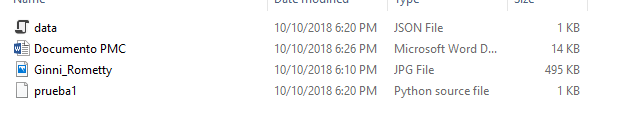 Name Date modified Type Size
data 10/10/2018 6:20 PM JSON File 1 KB
Documento PMC 10/10/2018 6:26 PM Microsoft Word D... 14 KB
Ginni_Rometty 10/10/2018 6:10 PM JPG File 495 KB
prueba1 10/10/2018 6:20 PM Python source file 1 KB